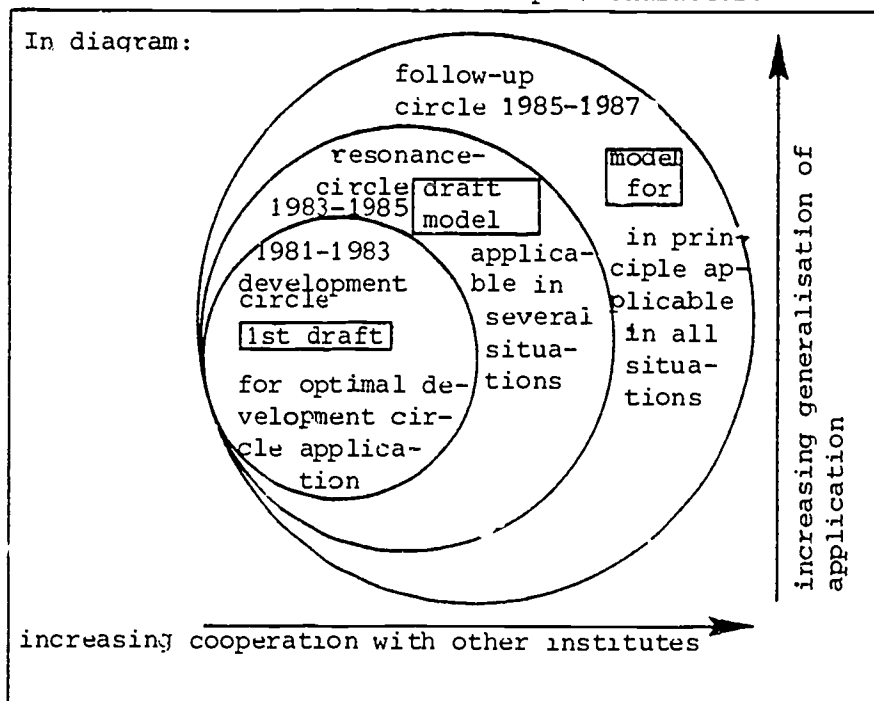 In diagram:
follow-up
circle 1985-1987
resonance-
circle
1983-1985
draft
model
model
for
1981-1983
development
circle
1st draft
for optimal de-
velopment cir-
cle applica-
tion
applica-
ble in
several
situa-
tions
in prin-
ciple ap-
plicable
in all
situa-
tions
increasing generalisation of
application
increasing cooperation with other institutes